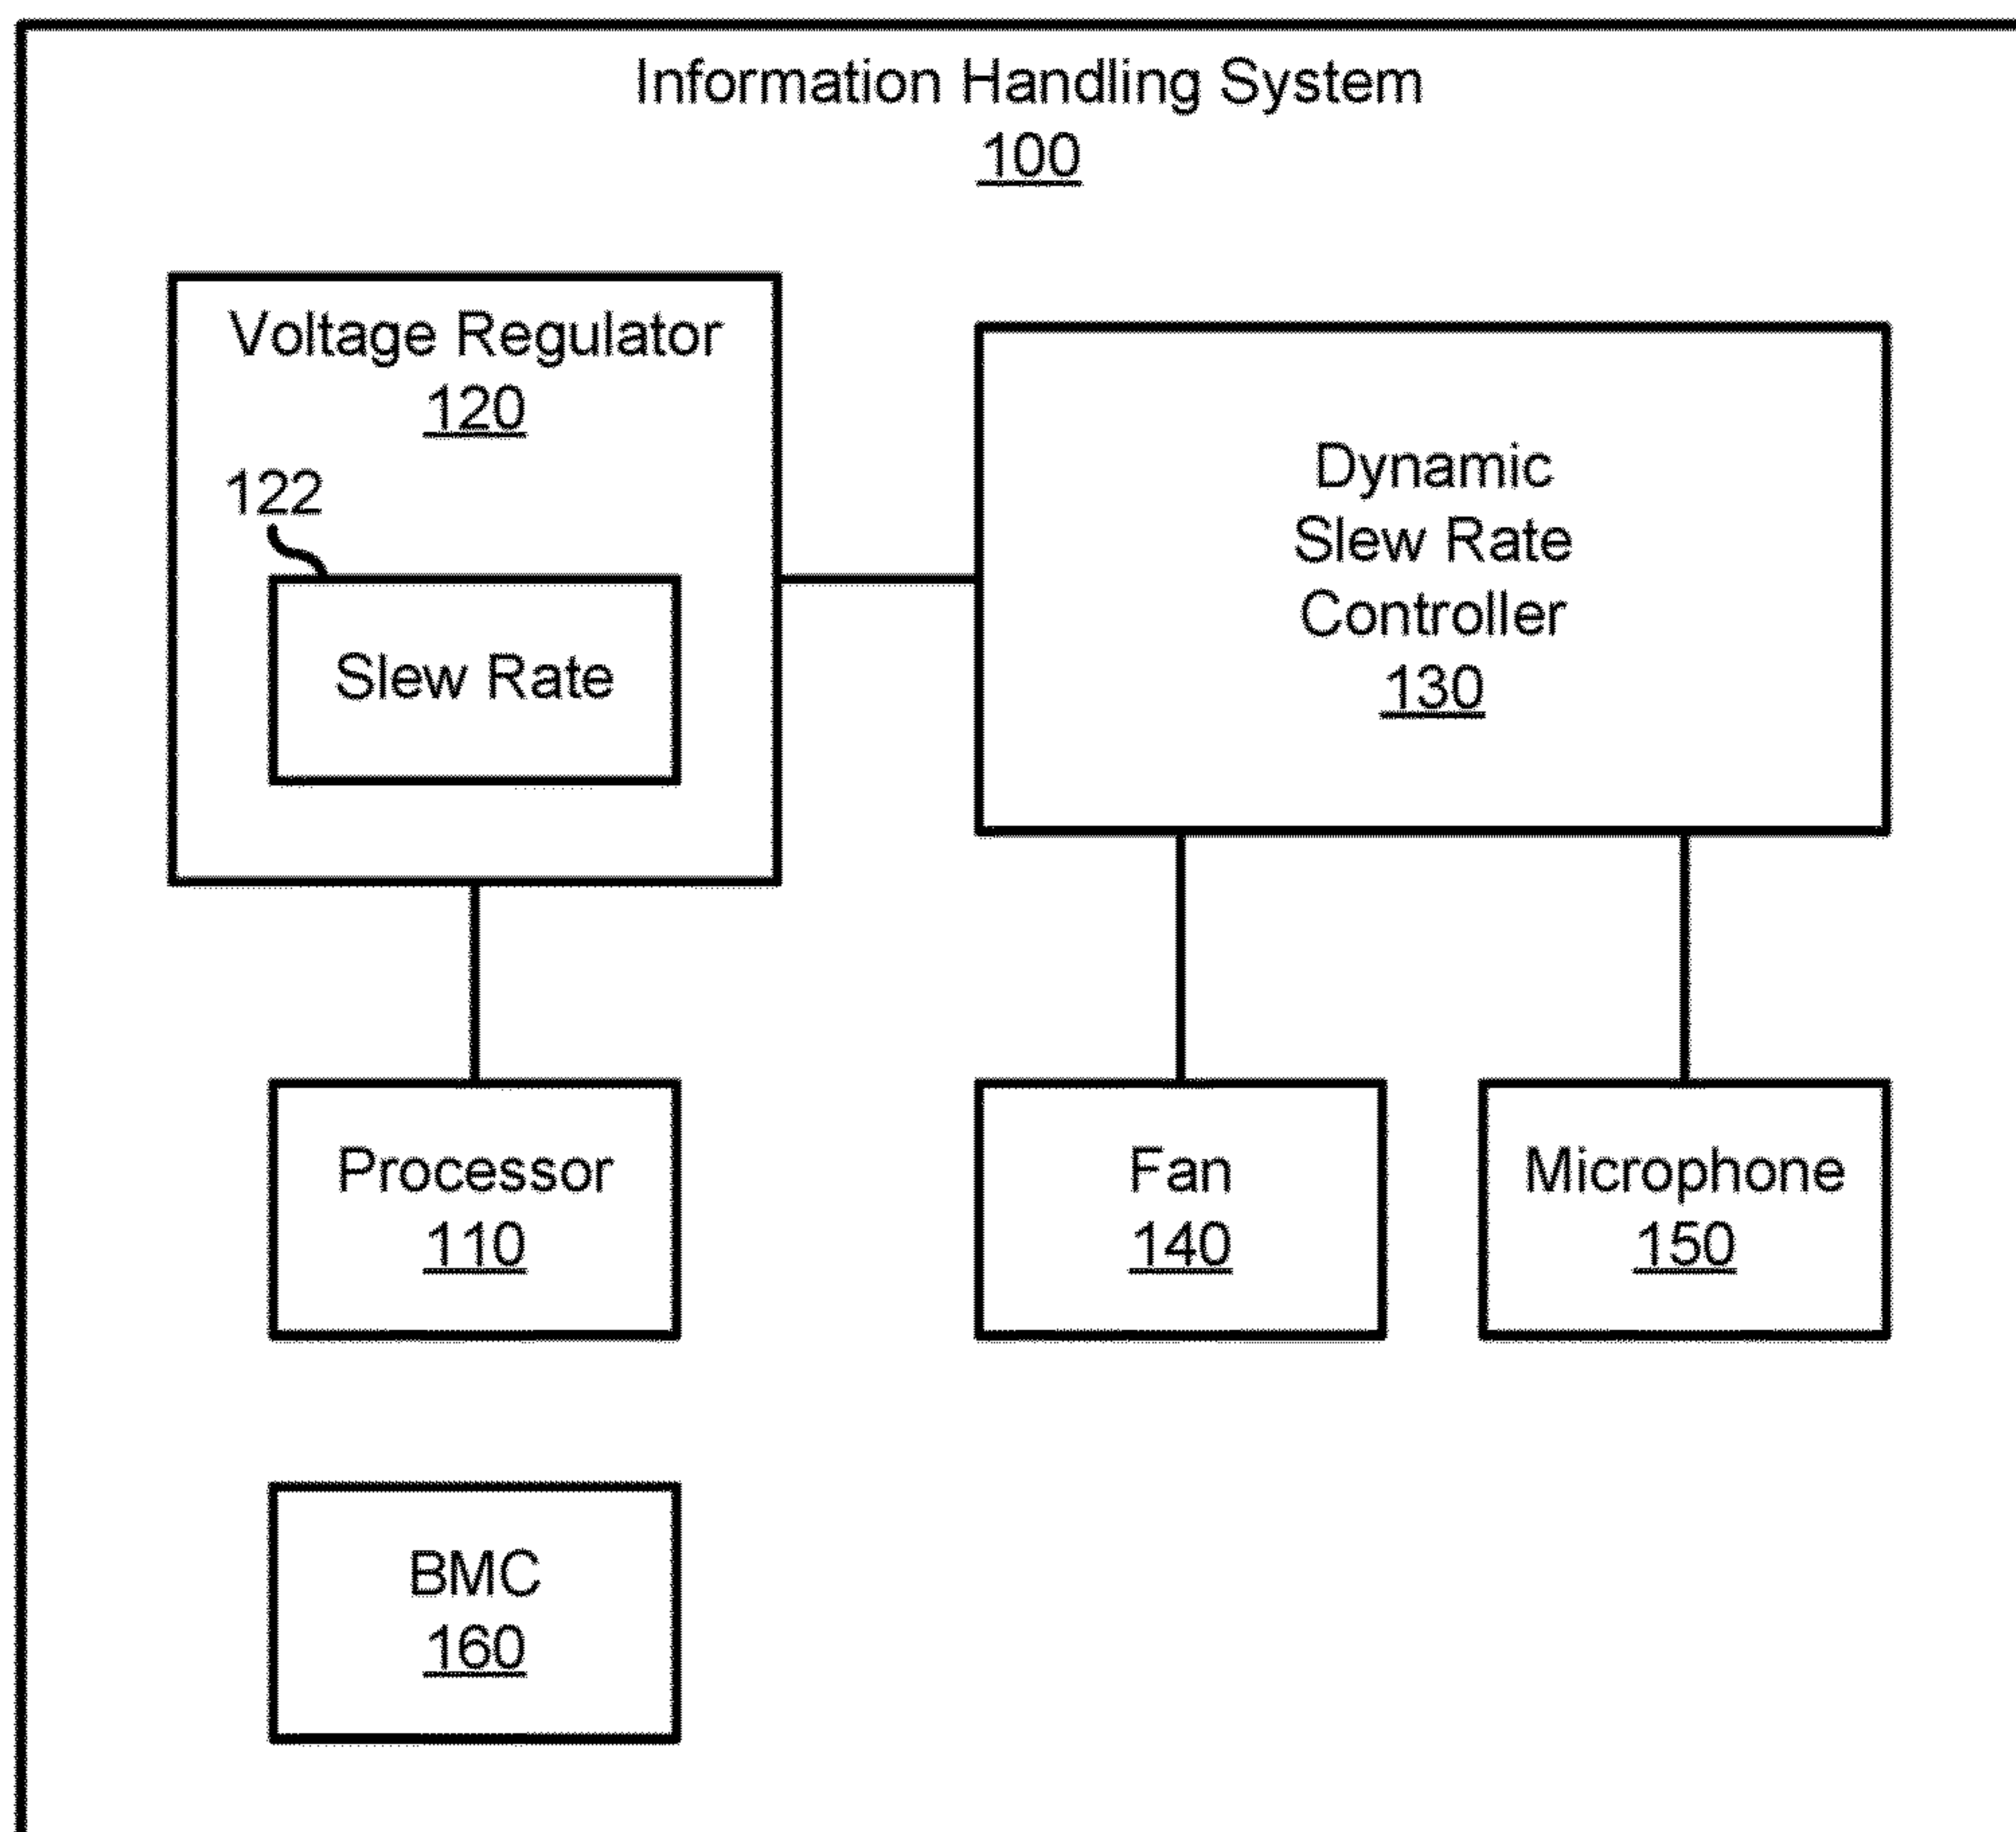 Information Handling System
100
Voltage Regulator
120
122
Slew Rate
Dynamic
Slew Rate
Controller
130
Processor
110
Fan
140
Microphone
150
BMC
160